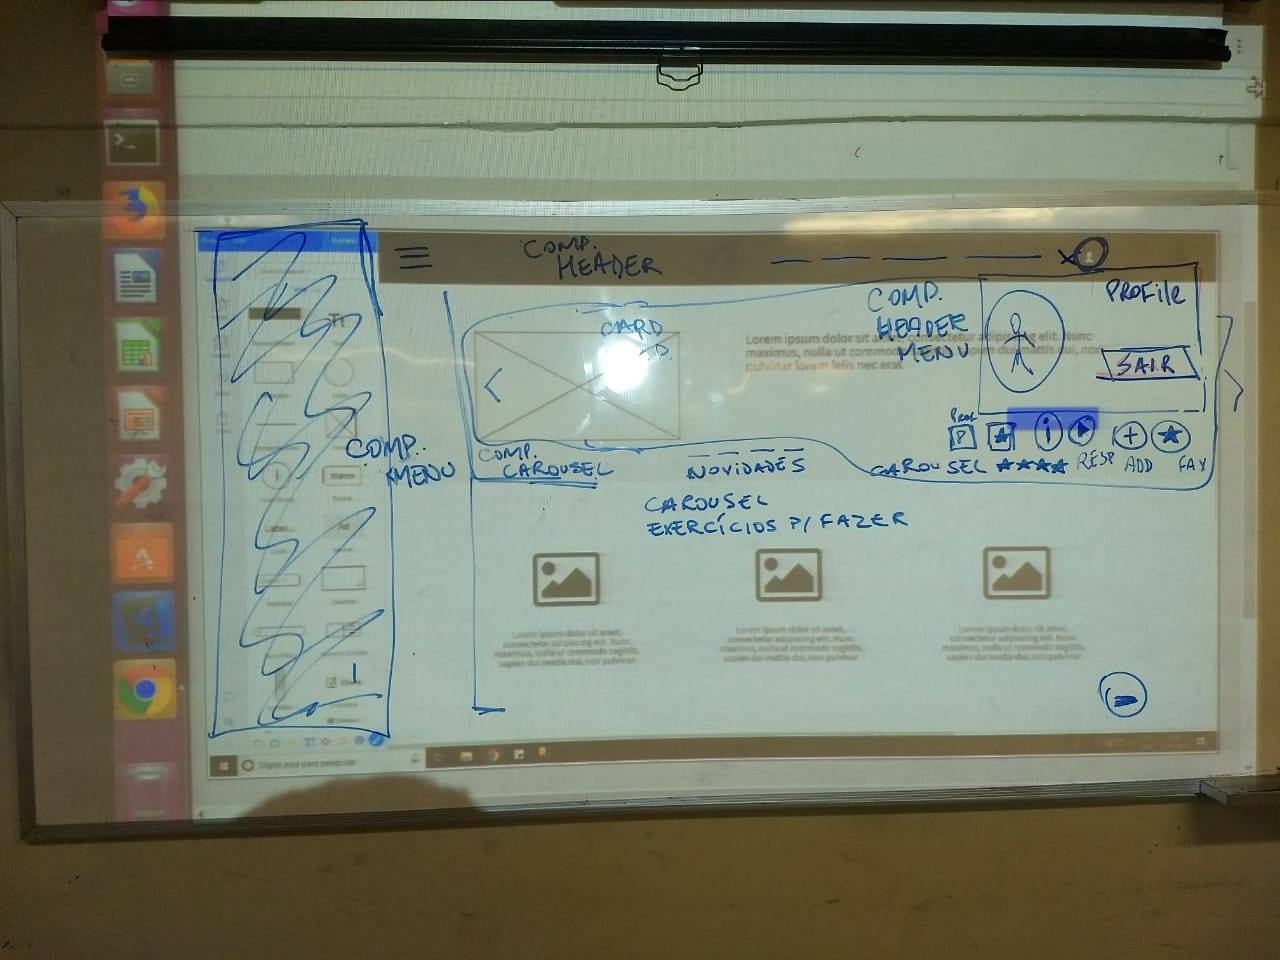 COMP.
HEADER
COMP.
HEADER
MENU
PROFILE
SAIR
CARD
Lorem ipsum dolor sit
elit. Nunc
maximus, nulla ut
pulvinar lorem felis nec erat
COMP.
MENU
COMP.
CAROUSEL
NOVIDADES
CAROUSEL
P
i
RESP
ADD
FAV
CAROUSEL
EXERCÍCIOS P/ FAZER
Lorem ipsum dolor sit amet,
consectetur adipiscing elit. Nunc
maximus, nulla ut commodo sagittis,
sapien dui mattis dui, non pulvinar
Lorem ipsum dolor sit amet,
consectetur adipiscing elit. Nunc
maximus, nulla ut commodo sagittis,
sapien dui mattis dui, non pulvinar
Lorem ipsum dolor sit amet,
consectetur adipiscing elit. Nunc
maximus, nulla ut commodo sagittis,
sapien dui mattis dui, non pulvinar
Digite aqui para pesquisar